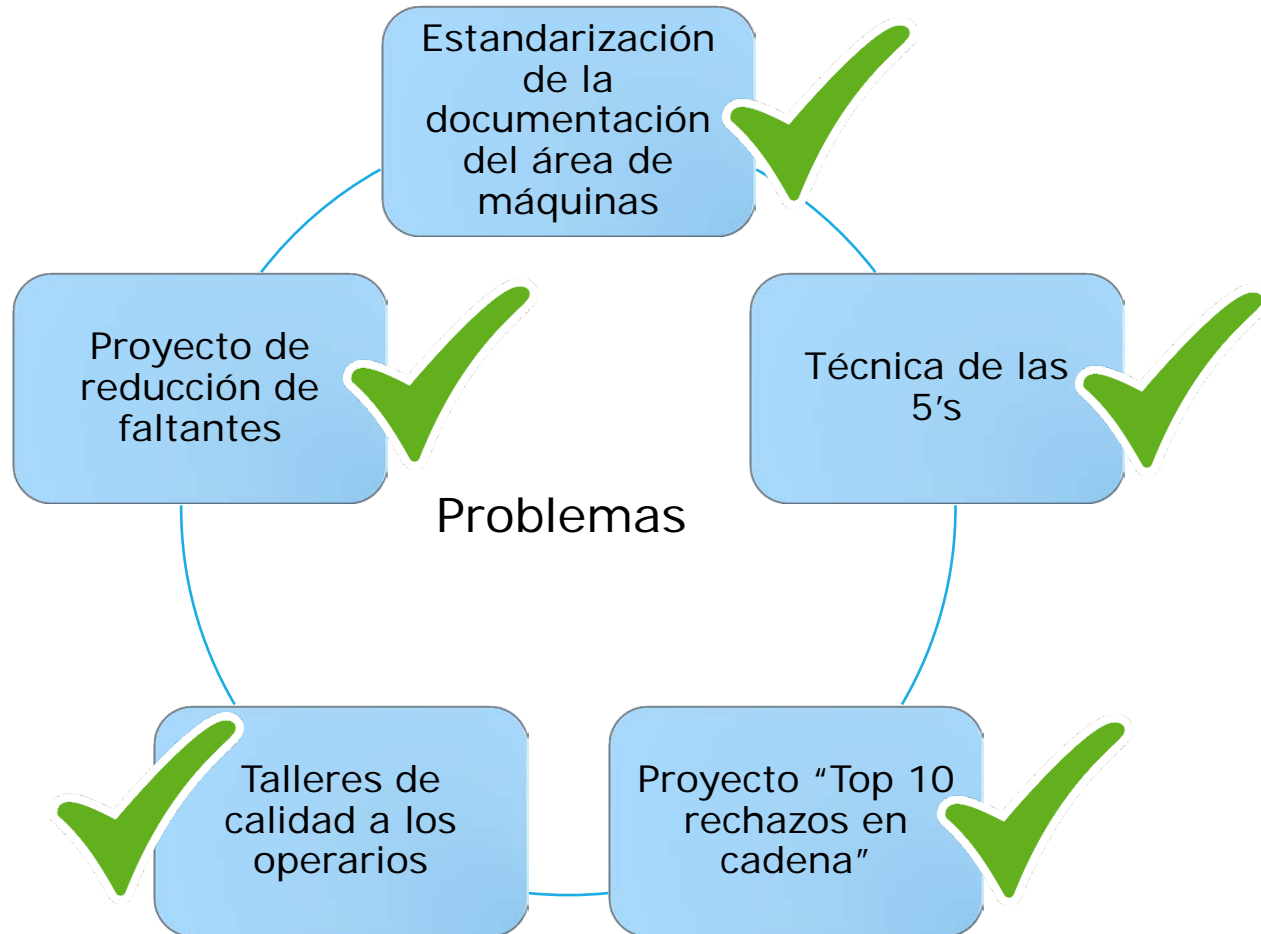 Estandarización
de la
documentación
del área de
máquinas
Proyecto de
reducción de
faltantes
Técnica de las
5’s
Problemas
Talleres de
calidad a los
operarios
Proyecto “Top 10
rechazos en
cadena”